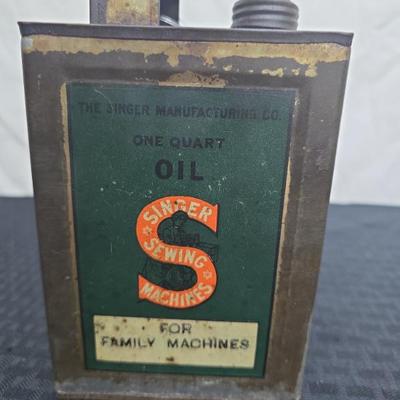 THE SINGER MANUFACTURING CO.
ONE QUART
OIL
SINGER
SEWING
MACHINES
FOR
FAMILY MACHINES